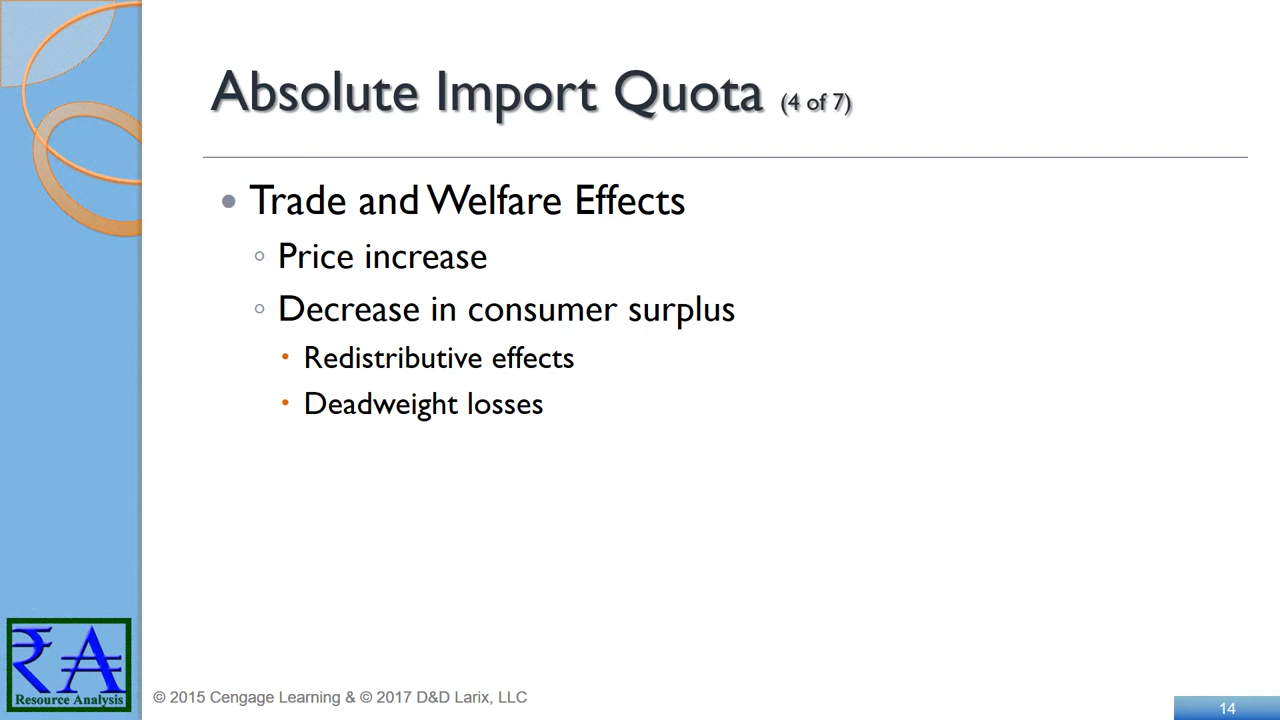 Absolute Import Quota (4 of 7)
• Trade and Welfare Effects
◦ Price increase
◦ Decrease in consumer surplus
• Redistributive effects
• Deadweight losses
₹A
Resource Analysis
© 2015 Cengage Learning & © 2017 D&D Larix, LLC
14